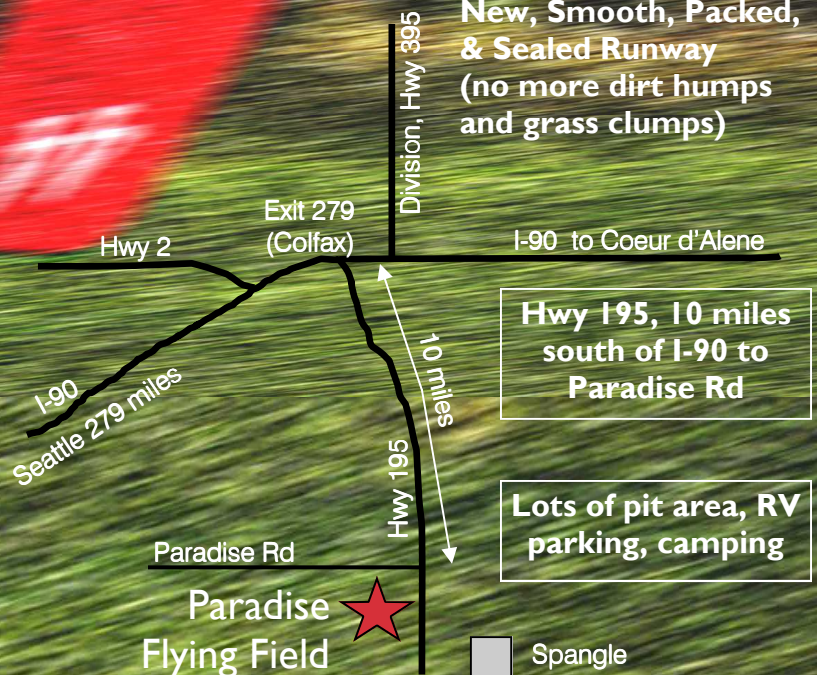 New, Smooth, Packed,
& Sealed Runway
(no more dirt humps
and grass clumps)
Division, Hwy 395
Exit 279
(Colfax)
Hwy 2
I-90 to Coeur d'Alene
Hwy 195, 10 miles
south of I-90 to
Paradise Rd
10 miles
I-90
Seattle 279 miles
Hwy 195
Lots of pit area, RV
parking, camping
Paradise Rd
Paradise
Flying Field
Spangle